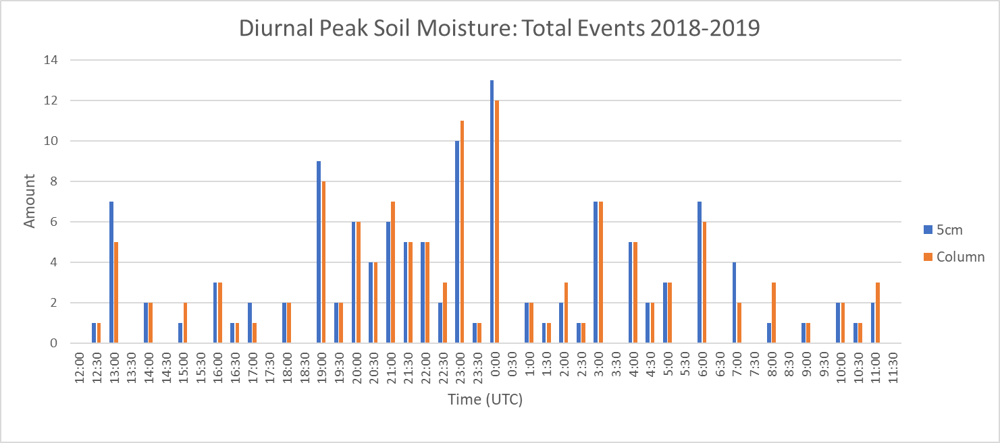 Diurnal Peak Soil Moisture: Total Events 2018-2019
14
12
10
8
6
4
2
0
Amount
12:00 12:30 13:00 13:30 14:00 14:30 15:00 15:30 16:00 16:30 17:00 17:30 18:00 18:30 19:00 19:30 20:00 20:30 21:00 21:30 22:00 22:30 23:00 23:30 0:00 0:30 1:00 1:30 2:00 2:30 3:00 3:30 4:00 4:30 5:00 5:30 6:00 6:30 7:00 7:30 8:00 8:30 9:00 9:30 10:00 10:30 11:00 11:30
Time (UTC)
5cm
Column